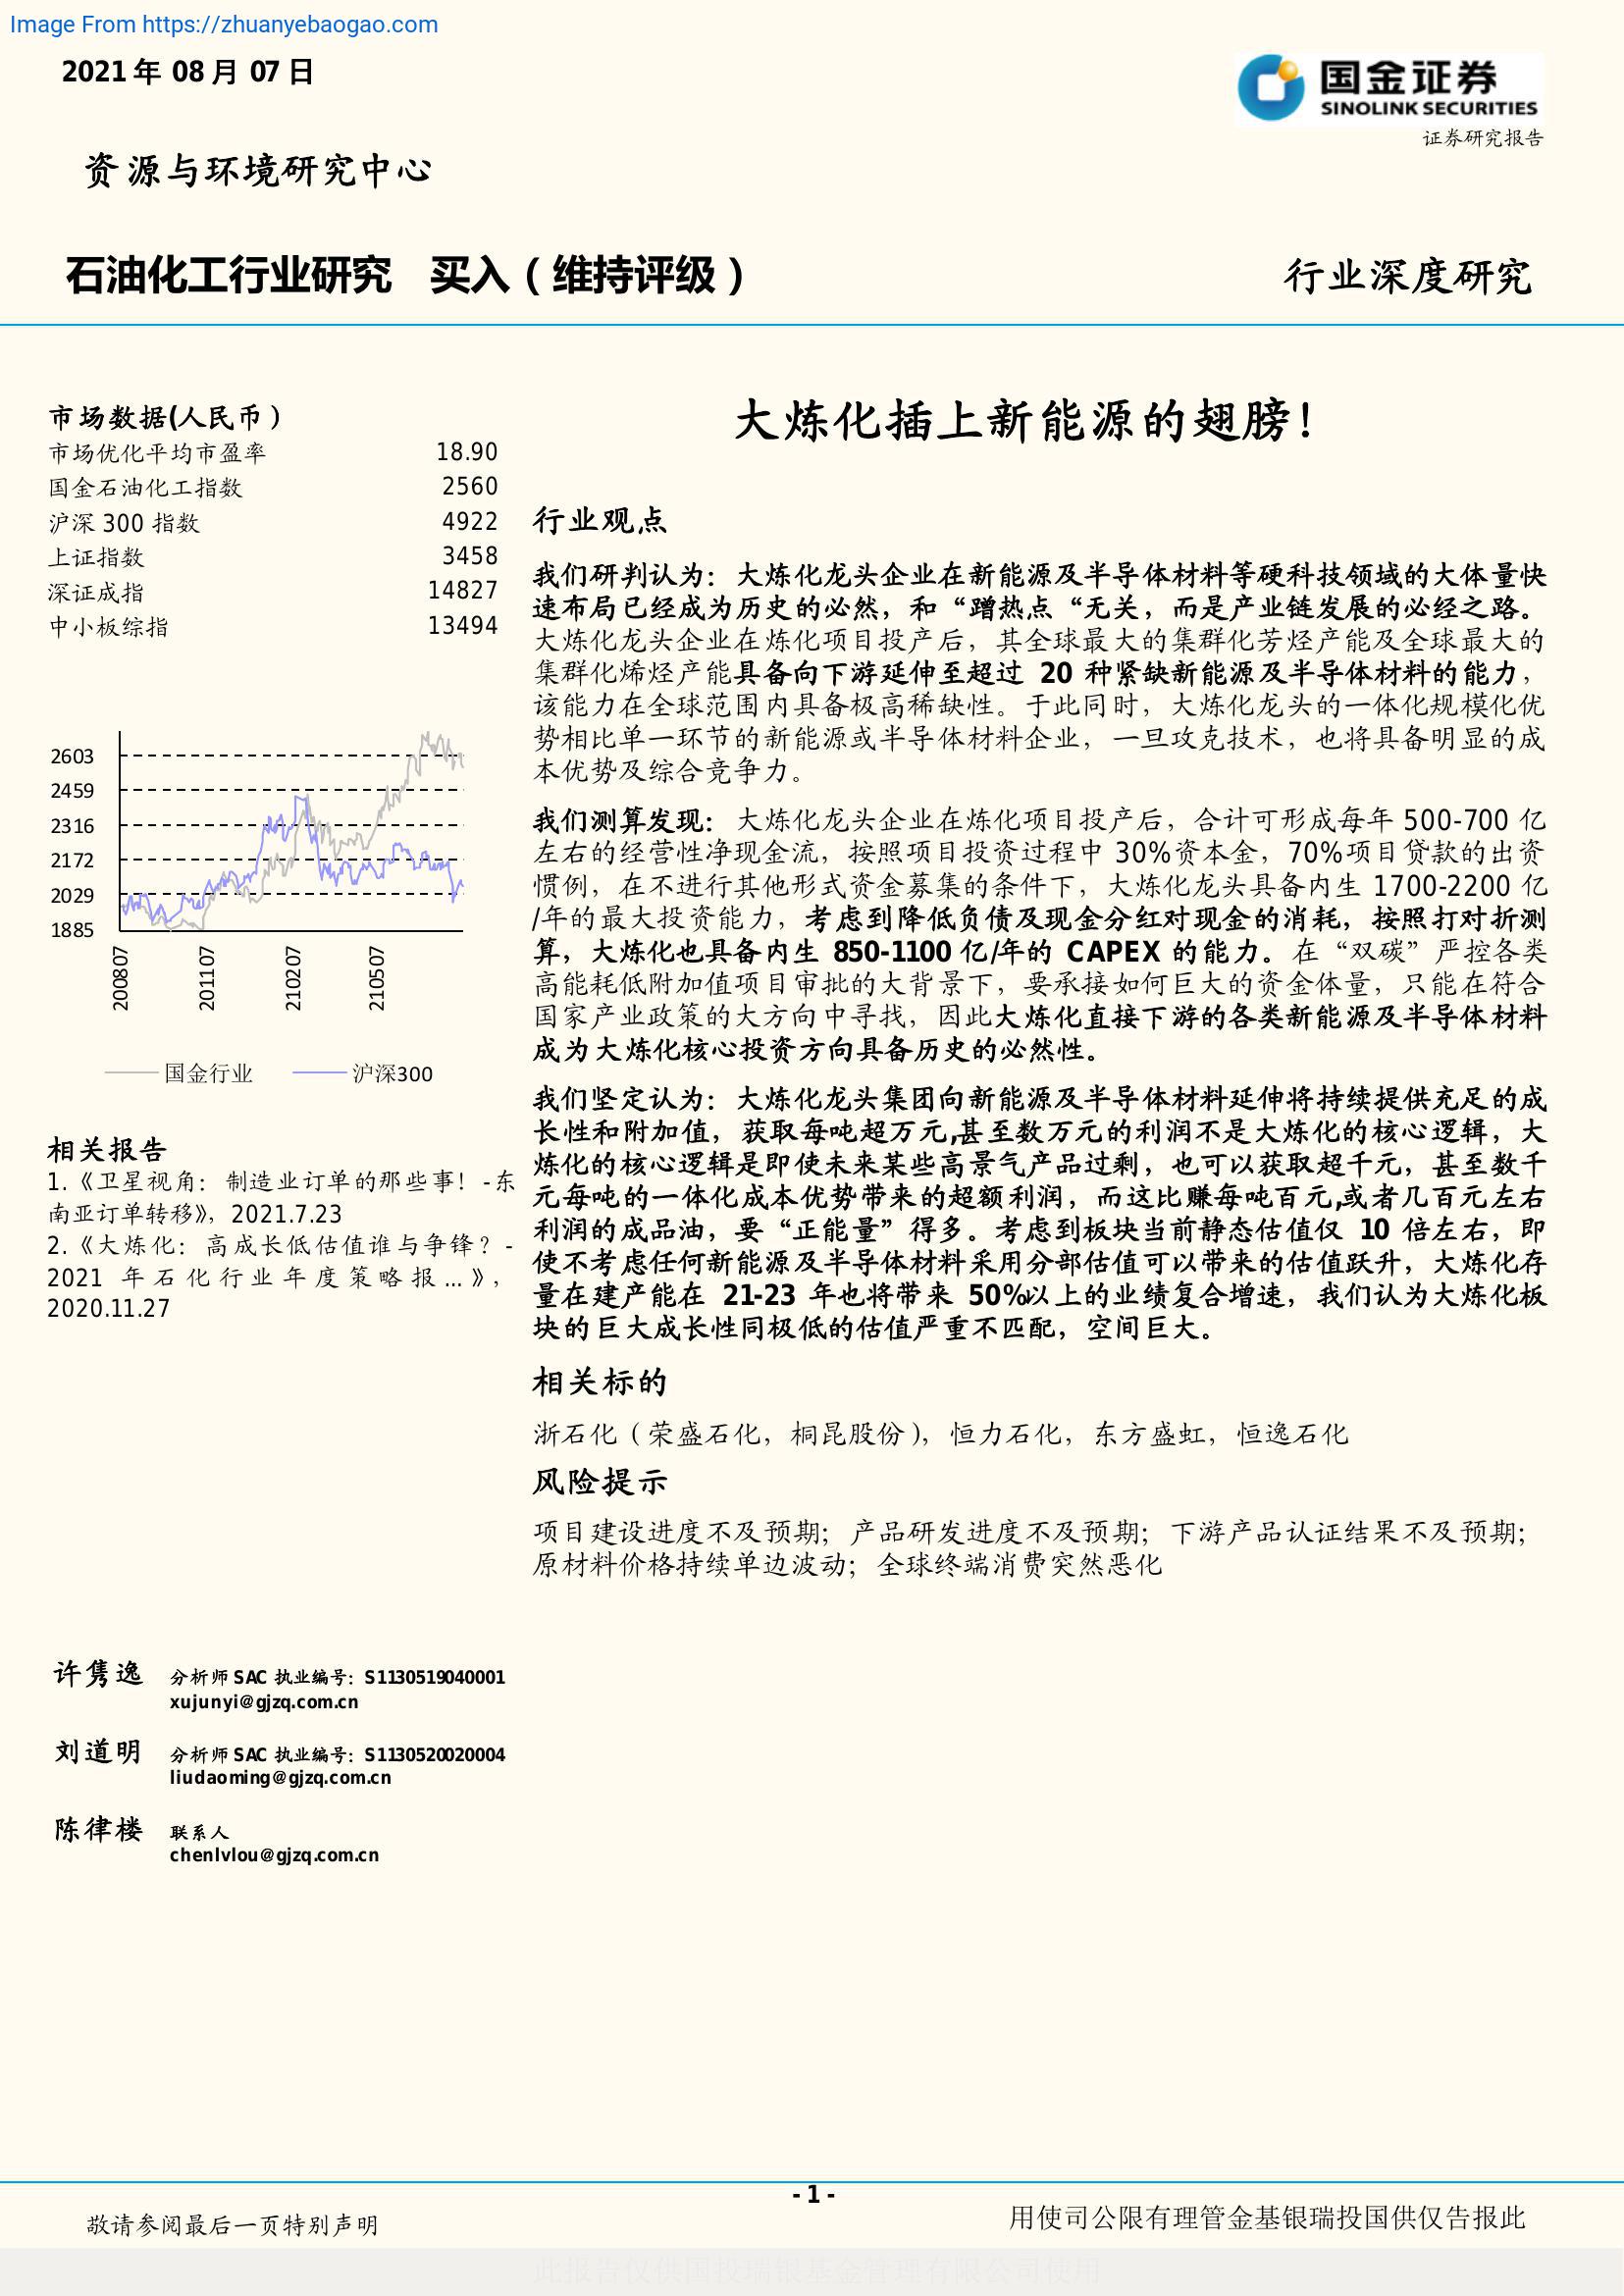 Image From https://zhuanyebaogao.com
2021 年 08 月 07 日
国金证券
SINOLINK SECURITIES
证券研究报告
资源与环境研究中心
石油化工行业研究 买入（维持评级）
行业深度研究
市场数据(人民币）
市场优化平均市盈率 18.90
国金石油化工指数 2560
沪深 300 指数 4922
上证指数 3458
深证成指 14827
中小板综指 13494
2603
2459
2316
2172
2029
1885
200807
201107
210207
210507
国金行业 沪深300
相关报告
1.《卫星视角：制造业订单的那些事！-东
南亚订单转移》，2021.7.23
2.《大炼化：高成长低估值谁与争锋？-
2021 年石化行业年度策略报...》，
2020.11.27
许隽逸 分析师 SAC 执业编号：S1130519040001
xujunyi@gjzq.com.cn
刘道明 分析师 SAC 执业编号：S1130520020004
liudaoming@gjzq.com.cn
陈律楼 联系人
chenlvlou@gjzq.com.cn
大炼化插上新能源的翅膀！
行业观点
我们研判认为：大炼化龙头企业在新能源及半导体材料等硬科技领域的大体量快
速布局已经成为历史的必然，和“蹭热点“无关，而是产业链发展的必经之路。
大炼化龙头企业在炼化项目投产后，其全球最大的集群化芳烃产能及全球最大的
集群化烯烃产能具备向下游延伸至超过 20 种紧缺新能源及半导体材料的能力，
该能力在全球范围内具备极高稀缺性。于此同时，大炼化龙头的一体化规模化优
势相比单一环节的新能源或半导体材料企业，一旦攻克技术，也将具备明显的成
本优势及综合竞争力。
我们测算发现：大炼化龙头企业在炼化项目投产后，合计可形成每年 500-700 亿
左右的经营性净现金流，按照项目投资过程中 30%资本金，70%项目贷款的出资
惯例，在不进行其他形式资金募集的条件下，大炼化龙头具备内生 1700-2200 亿
/年的最大投资能力，考虑到降低负债及现金分红对现金的消耗，按照打对折测
算，大炼化也具备内生 850-1100 亿/年的 CAPEX 的能力。在“双碳”严控各类
高能耗低附加值项目审批的大背景下，要承接如何巨大的资金体量，只能在符合
国家产业政策的大方向中寻找，因此大炼化直接下游的各类新能源及半导体材料
成为大炼化核心投资方向具备历史的必然性。
我们坚定认为：大炼化龙头集团向新能源及半导体材料延伸将持续提供充足的成
长性和附加值，获取每吨超万元,甚至数万元的利润不是大炼化的核心逻辑，大
炼化的核心逻辑是即使未来某些高景气产品过剩，也可以获取超千元，甚至数千
元每吨的一体化成本优势带来的超额利润，而这比赚每吨百元,或者几百元左右
利润的成品油，要“正能量”得多。考虑到板块当前静态估值仅 10 倍左右，即
使不考虑任何新能源及半导体材料采用分部估值可以带来的估值跃升，大炼化存
量在建产能在 21-23 年也将带来 50%以上的业绩复合增速，我们认为大炼化板
块的巨大成长性同极低的估值严重不匹配，空间巨大。
相关标的
浙石化（荣盛石化，桐昆股份），恒力石化，东方盛虹，恒逸石化
风险提示
项目建设进度不及预期；产品研发进度不及预期；下游产品认证结果不及预期；
原材料价格持续单边波动；全球终端消费突然恶化
- 1 -
敬请参阅最后一页特别声明
用使司公限有理管金基银瑞投国供仅告报此
此报告仅供国投瑞银基金管理有限公司使用